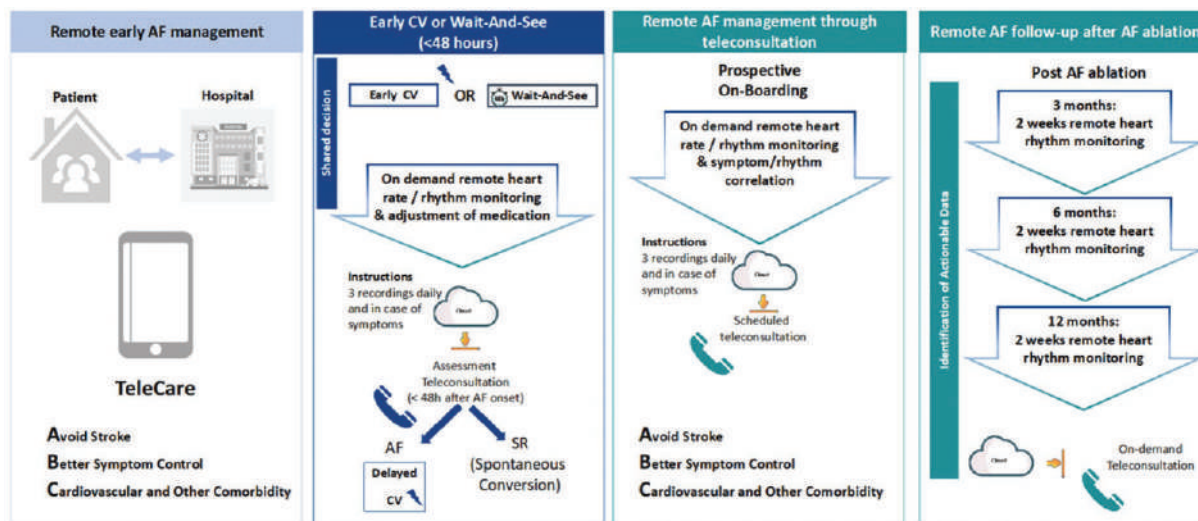 Remote early AF management
Patient
Hospital
TeleCare
Avoid Stroke
Better Symptom Control
Cardiovascular and Other Comorbidity
Early CV or Wait-And-See
(<48 hours)
Shared decision
Early CV
OR
Wait-And-See
On demand remote heart
rate / rhythm monitoring
& adjustment of medication
Instructions
3 recordings daily
and in case of
symptoms
Cloud
Assessment
Teleconsultation
(< 48h after AF onset)
AF
Delayed
CV
SR
(Spontaneous
Conversion)
Remote AF management through
teleconsultation
Prospective
On-Boarding
On demand remote heart
rate / rhythm monitoring
& symptom/rhythm
correlation
Instructions
3 recordings daily
and in case of
symptoms
Cloud
Scheduled
teleconsultation
Avoid Stroke
Better Symptom Control
Cardiovascular and Other Comorbidity
Remote AF follow-up after AF ablation
Identification of Actionable Data
Post AF ablation
3 months:
2 weeks remote heart
rhythm monitoring
6 months:
2 weeks remote heart
rhythm monitoring
12 months:
2 weeks remote heart
rhythm monitoring
Cloud
On-demand
Teleconsultation